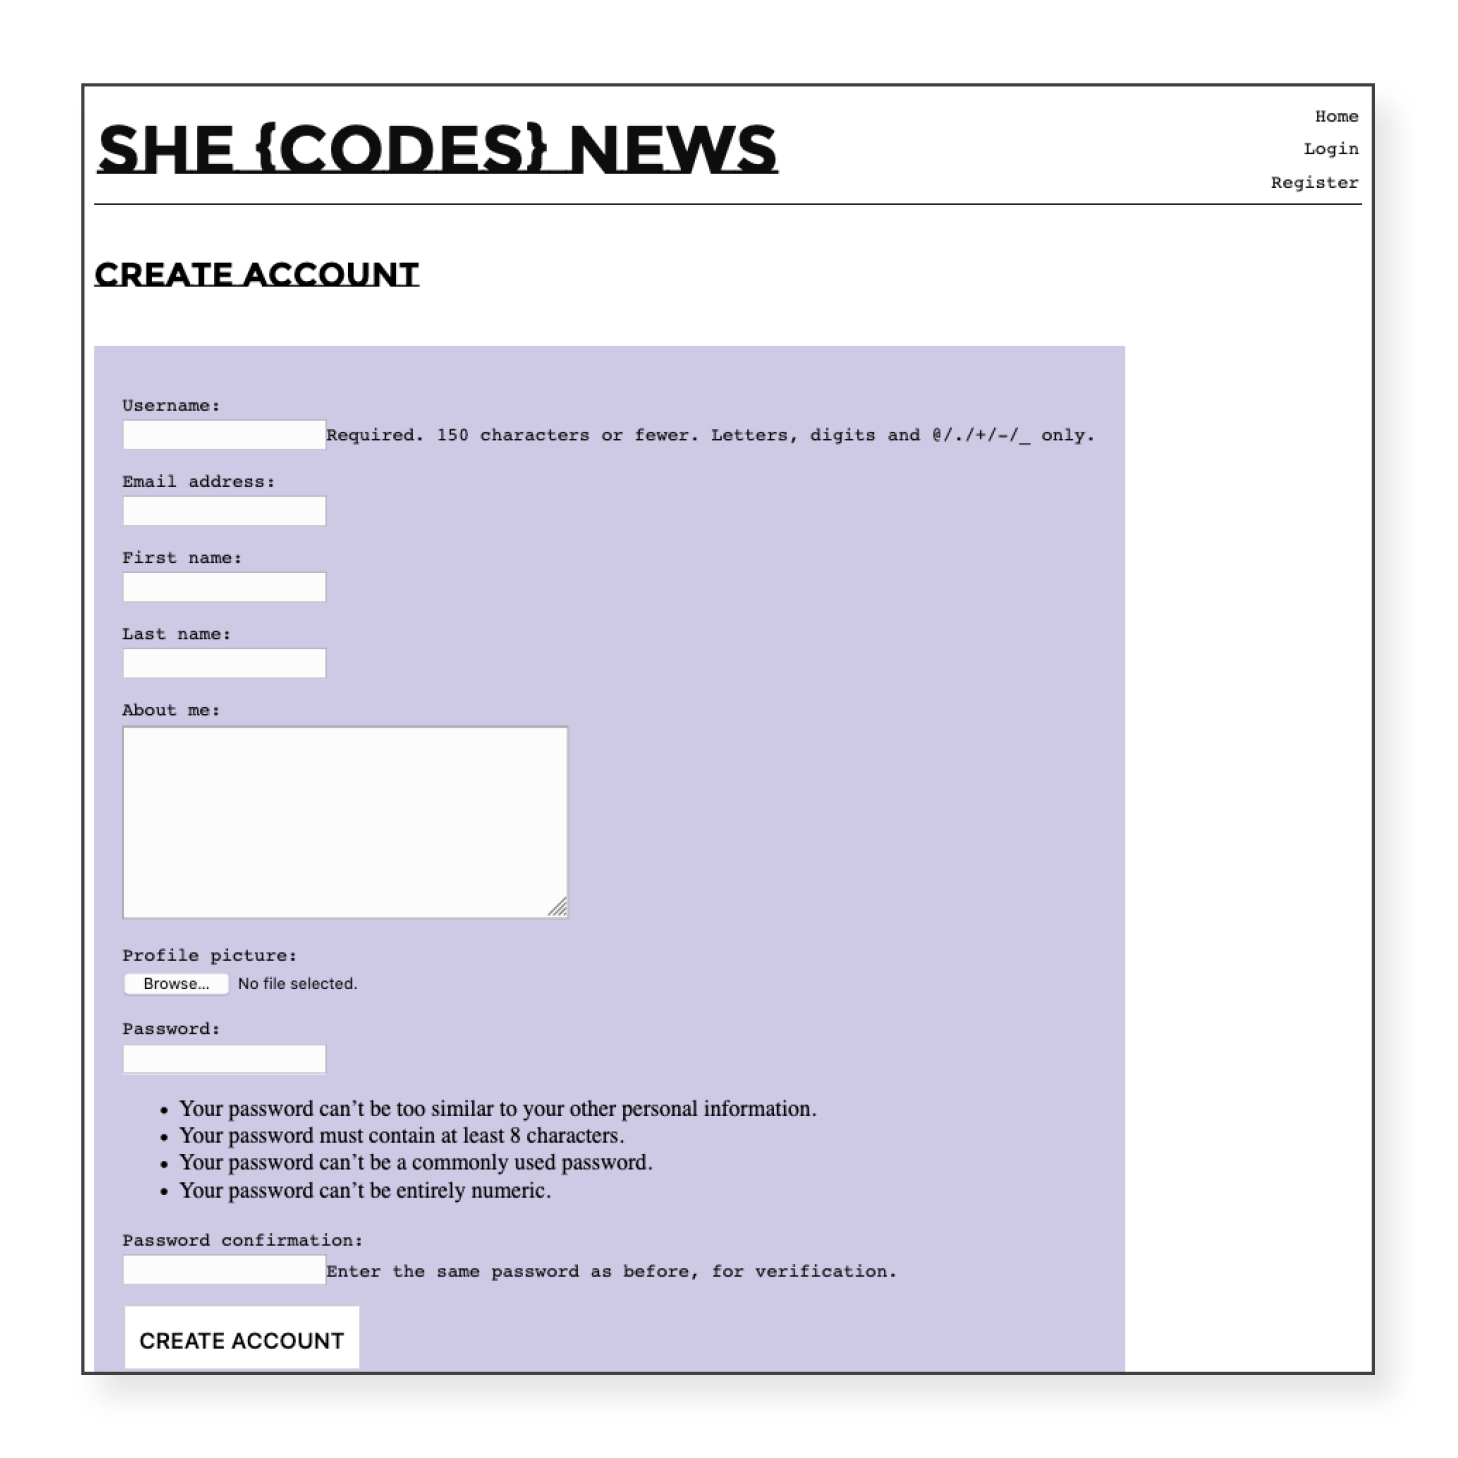 SHE {CODES} NEWS
Home
Login
Register
CREATE ACCOUNT
Username:
Required. 150 characters or fewer. Letters, digits and @/./+/-/_ only.
Email address:
First name:
Last name:
About me:
Profile picture:
Browse... No file selected.
Password:
• Your password can’t be too similar to your other personal information.
• Your password must contain at least 8 characters.
• Your password can’t be a commonly used password.
• Your password can’t be entirely numeric.
Password confirmation:
Enter the same password as before, for verification.
CREATE ACCOUNT